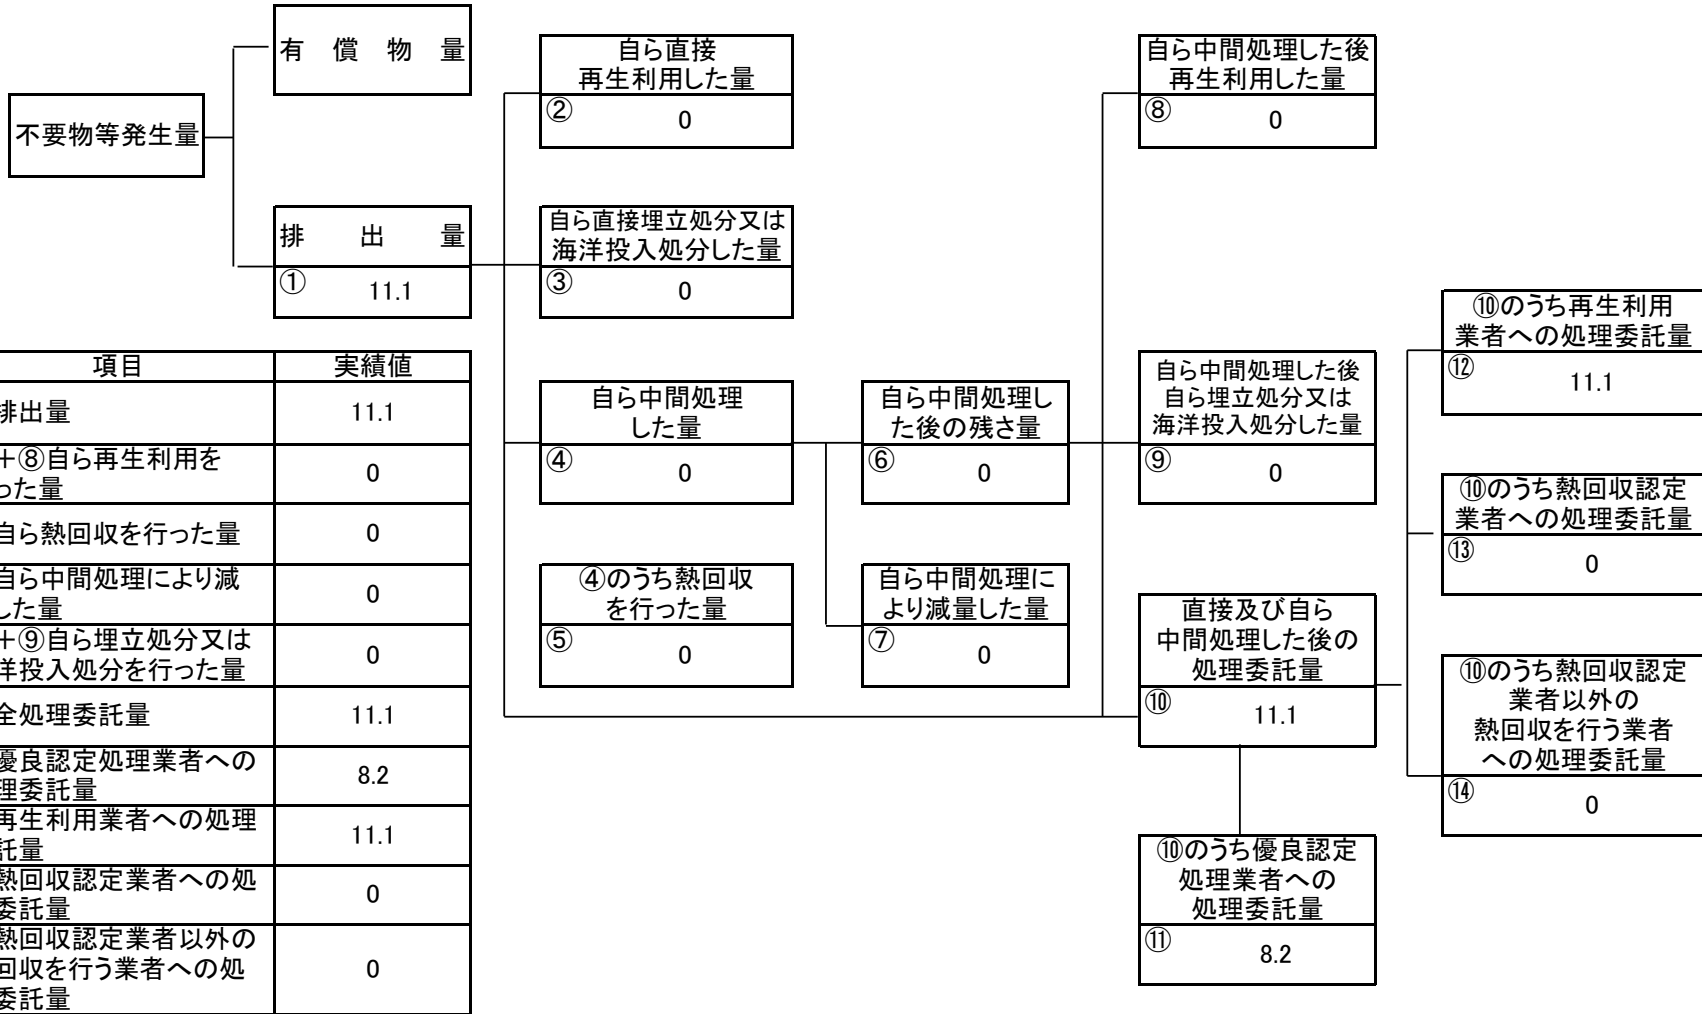 有償物量
不要物等発生量
排出量
① 11.1
自ら直接
再生利用した量
② 0
自ら直接埋立処分又は
海洋投入処分した量
③ 0
自ら中間処理
した量
④ 0
④のうち熱回収
を行った量
⑤ 0
自ら中間処理し
た後の残さ量
⑥ 0
自ら中間処理に
より減量した量
⑦ 0
自ら中間処理した後
再生利用した量
⑧ 0
自ら中間処理した後
自ら埋立処分又は
海洋投入処分した量
⑨ 0
直接及び自ら
中間処理した後の
処理委託量
⑩ 11.1
⑩のうち優良認定
処理業者への
処理委託量
⑪ 8.2
⑩のうち再生利用
業者への処理委託量
⑫ 11.1
⑩のうち熱回収認定
業者への処理委託量
⑬ 0
⑩のうち熱回収認定
業者以外の
熱回収を行う業者
への処理委託量
⑭ 0
項目 実績値
排出量 11.1
+⑧自ら再生利用を
った量 0
自ら熱回収を行った量 0
自ら中間処理により減
した量 0
+⑨自ら埋立処分又は
洋投入処分を行った量 0
全処理委託量 11.1
優良認定処理業者への
理委託量 8.2
再生利用業者への処理
託量 11.1
熱回収認定業者への処
委託量 0
熱回収認定業者以外の
回収を行う業者への処
委託量 0